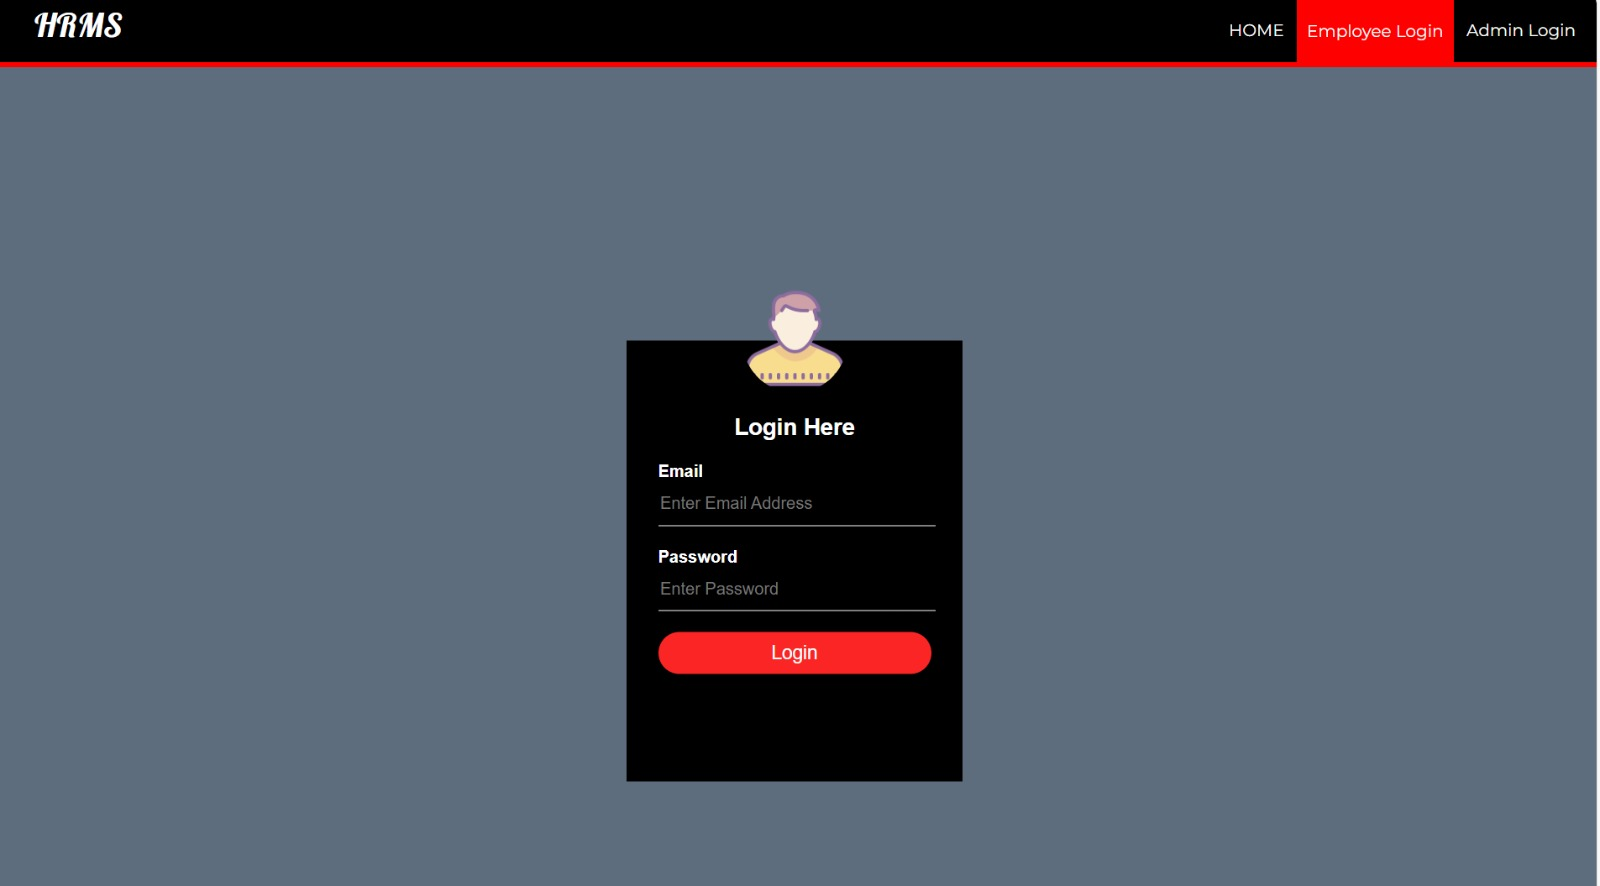 HRMS
HOME Employee Login Admin Login
Login Here
Email
Enter Email Address
Password
Enter Password
Login